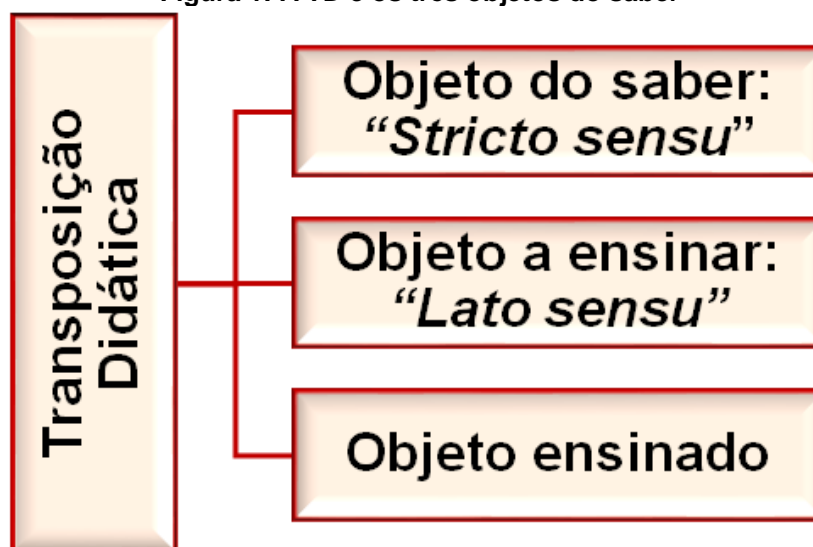 Transposição
Didática
Objeto do saber:
“Stricto sensu”
Objeto a ensinar:
“Lato sensu”
Objeto ensinado